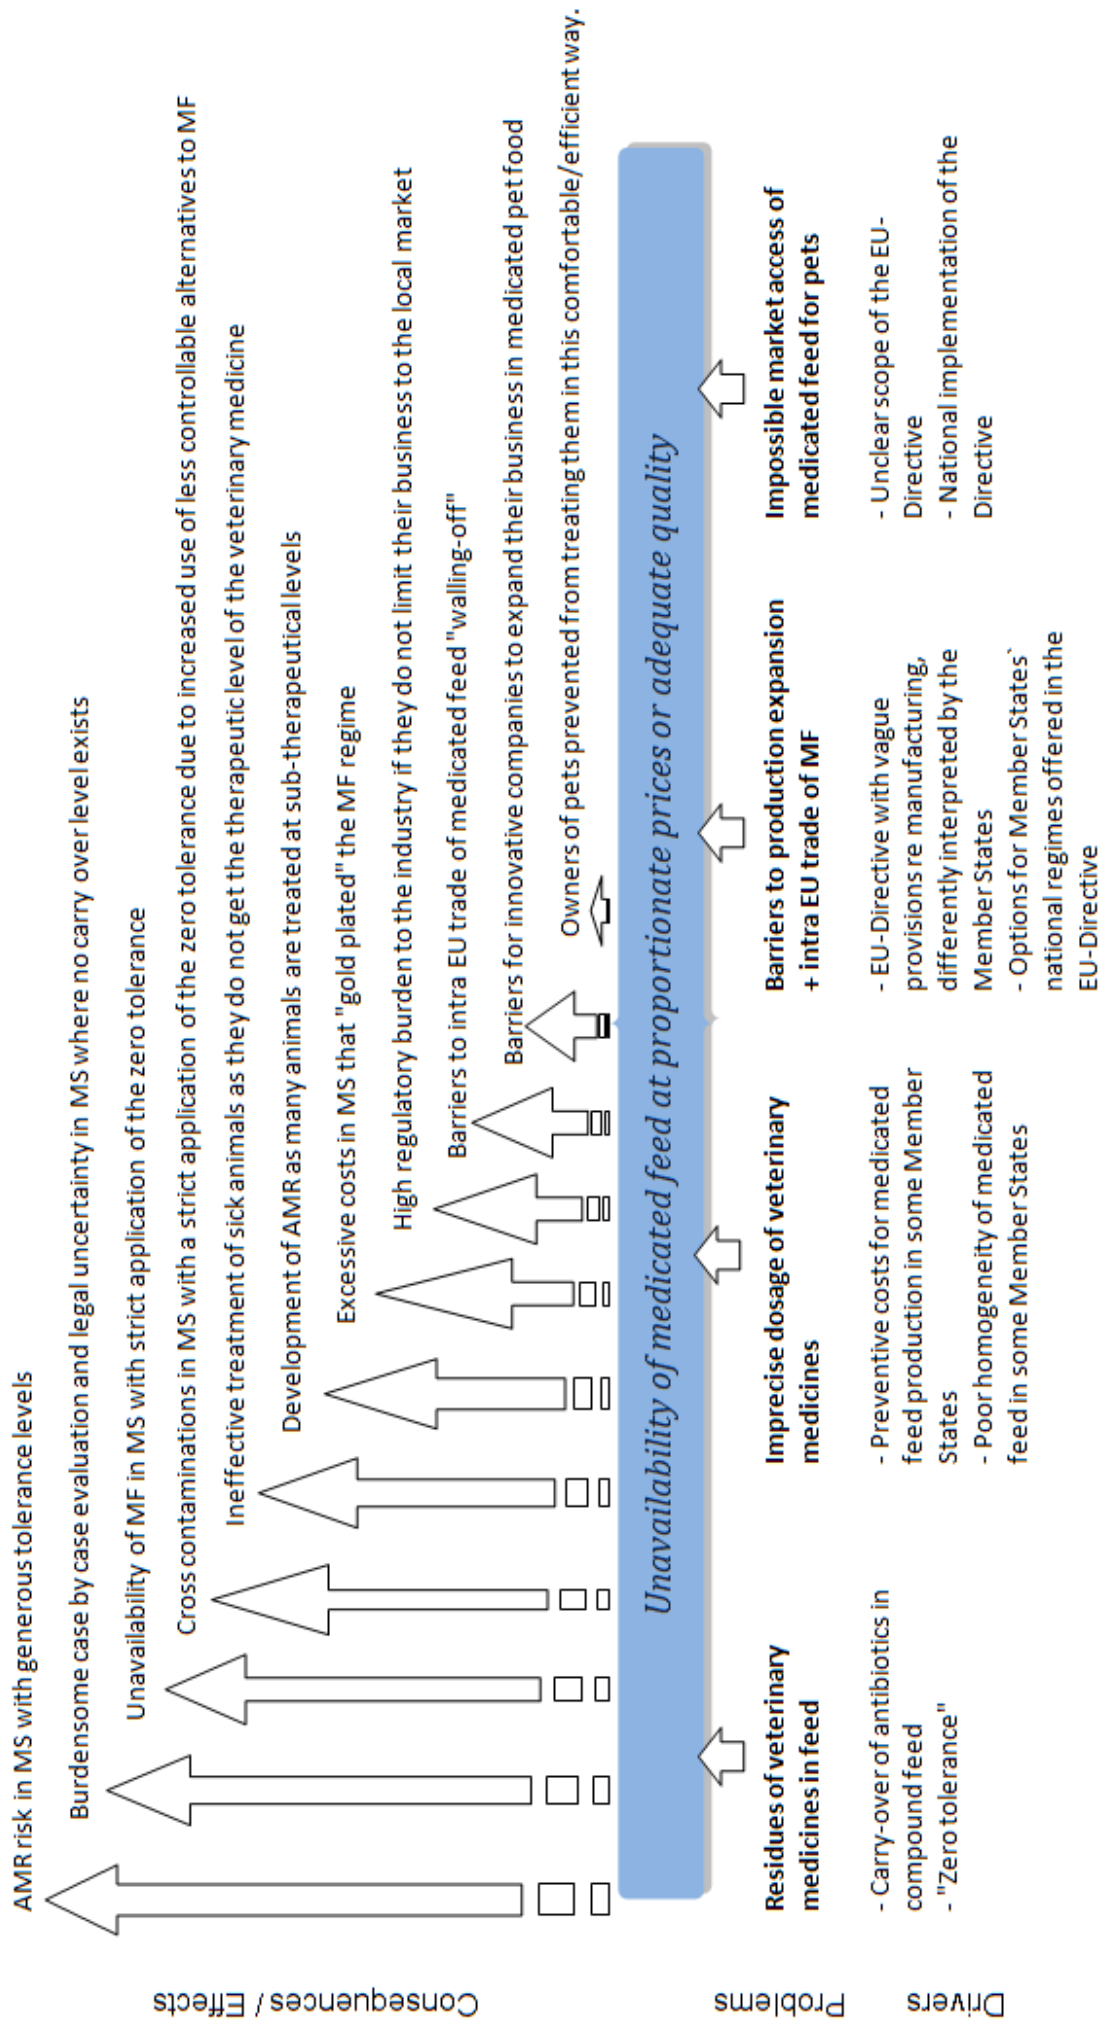 AMR risk in MS with generous tolerance levels
Burdensome case by case evaluation and legal uncertainty in MS where no carry over level exists
Unavailability of MF in MS with strict application of the zero tolerance
Cross contaminations in MS with a strict application of the zero tolerance due to increased use of less controllable alternatives to MF
Ineffective treatment of sick animals as they do not get the therapeutic level of the veterinary medicine
Development of AMR as many animals are treated at sub-therapeutical levels
Excessive costs in MS that "gold plated" the MF regime
High regulatory burden to the industry if they do not limit their business to the local market
Barriers to intra EU trade of medicated feed "walling-off"
Barriers for innovative companies to expand their business in medicated pet food
Owners of pets prevented from treating them in this comfortable/efficient way.
Consequences / Effects
Unavailability of medicated feed at proportionate prices or adequate quality
Problems
Residues of veterinary
medicines in feed
Imprecise dosage of veterinary
medicines
Barriers to production expansion
+ intra EU trade of MF
Impossible market access of
medicated feed for pets
Drivers
- Carry-over of antibiotics in
compound feed
- "Zero tolerance"
- Preventive costs for medicated
feed production in some Member
States
- Poor homogeneity of medicated
feed in some Member States
- EU-Directive with vague
provisions re manufacturing,
differently interpreted by the
Member States
- Options for Member States`
national regimes offered in the
EU-Directive
- Unclear scope of the EU-
Directive
- National implementation of the
Directive